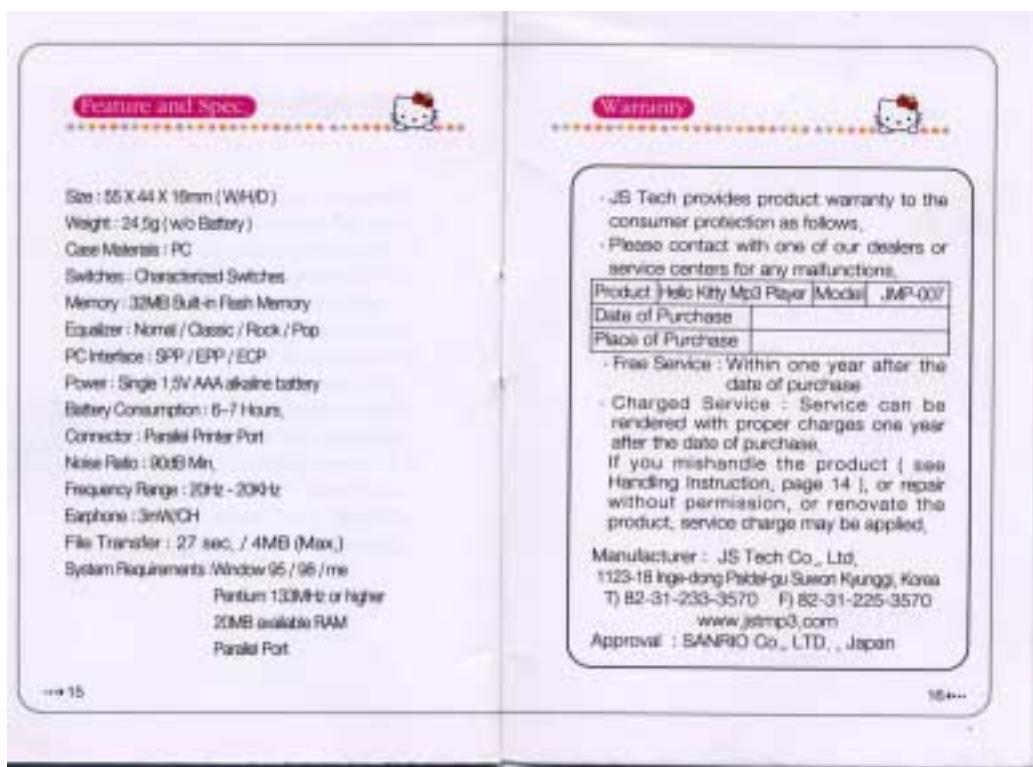 Feature and Spec
Size : 55 X 44 X 16mm ( W/H/D )
Weight : 24.5g ( w/o Battery )
Case Materials : PC
Switches : Characterized Switches
Memory : 32MB Built-in Flash Memory
Equalizer : Normal / Classic / Rock / Pop
PC Interface : SPP / EPP / ECP
Power : Single 1.5V AAA alkaline battery
Battery Consumption : 6~7 Hours.
Connector : Parallel Printer Port
Noise Ratio : 90dB Min.
Frequency Range : 20Hz - 20KHz
Earphone : 3mW/CH
File Transfer : 27 sec. / 4MB (Max.)
System Requirements :Window 95 / 98 / me
Pentium 133MHz or higher
20MB available RAM
Parallel Port
15
Warranty
· JS Tech provides product warranty to the
consumer protection as follows.
· Please contact with one of our dealers or
service centers for any malfunctions.
Product Hello Kitty Mp3 Player Model JMP-007
Date of Purchase
Place of Purchase
· Free Service : Within one year after the
date of purchase
· Charged Service : Service can be
rendered with proper charges one year
after the date of purchase.
If you mishandle the product ( see
Handling Instruction, page 14 ), or repair
without permission, or renovate the
product, service charge may be applied.
Manufacturer : JS Tech Co., Ltd.
1123-18 Inge-dong Paldal-gu Suwon Kyunggi, Korea
T) 82-31-233-3570 F) 82-31-225-3570
www.jstmp3.com
Approval : SANRIO Co., LTD. , Japan
16